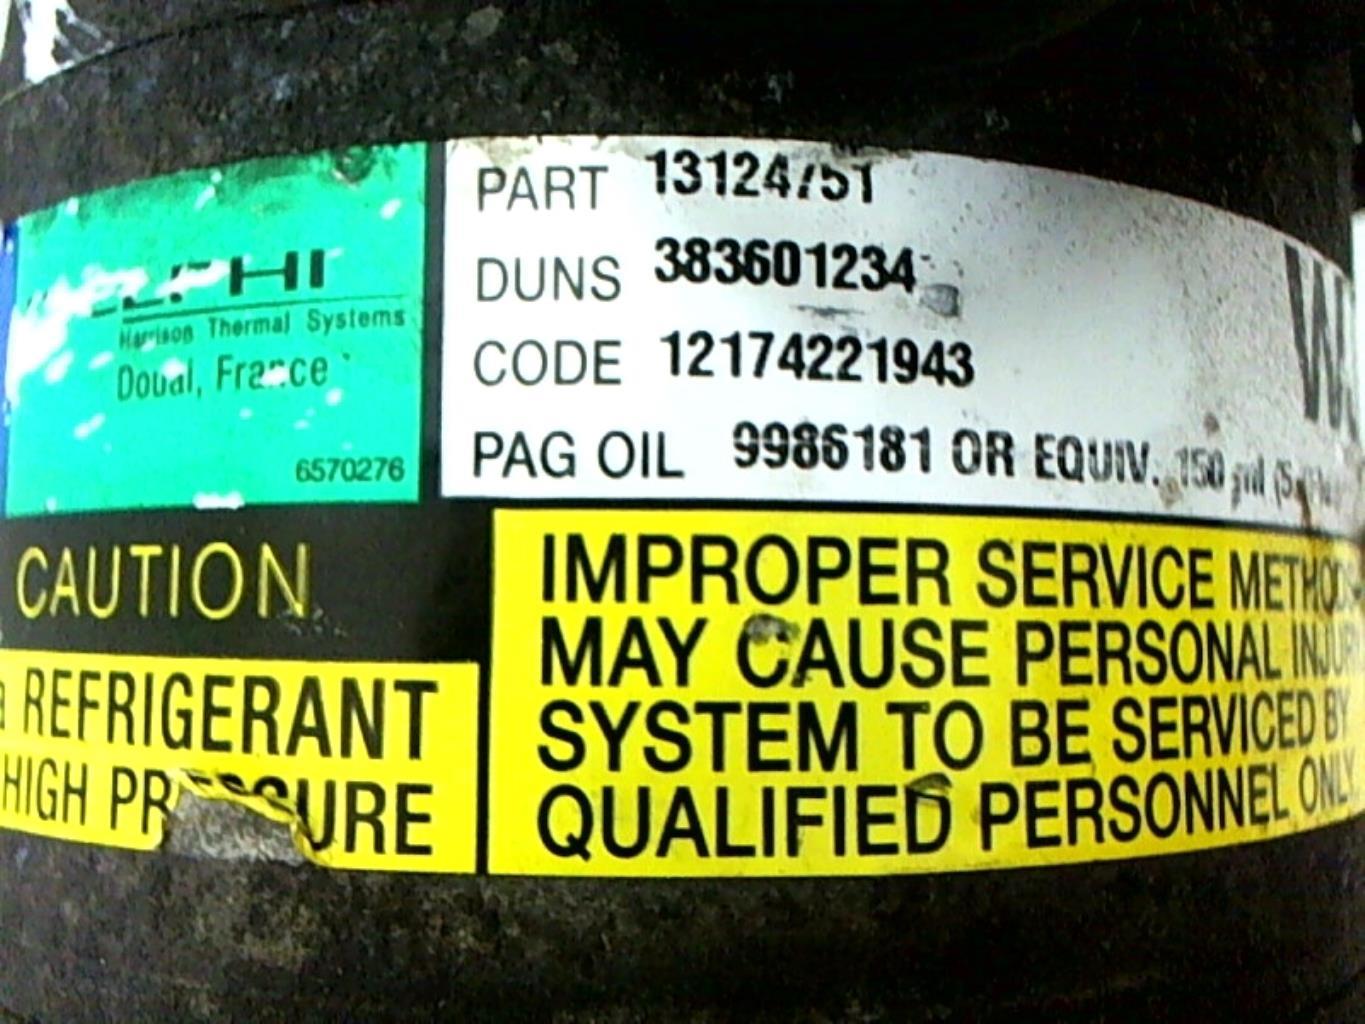 DELPHI
Harrison Thermal Systems
Douai, France
6570276
PART 13124751
DUNS 383601234
CODE 12174221943
PAG OIL 9986181 OR EQUIV. 150 ml
CAUTION
REFRIGERANT
HIGH PRESSURE
IMPROPER SERVICE METHODS
MAY CAUSE PERSONAL INJURY
SYSTEM TO BE SERVICED BY
QUALIFIED PERSONNEL ONLY